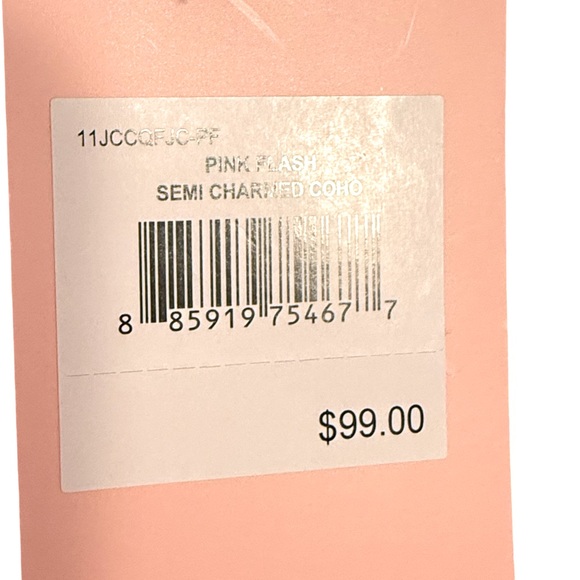 11JCCQFJC-PF
PINK FLASH
SEMI CHARMED COHO
8 85919 75467 7
$99.00